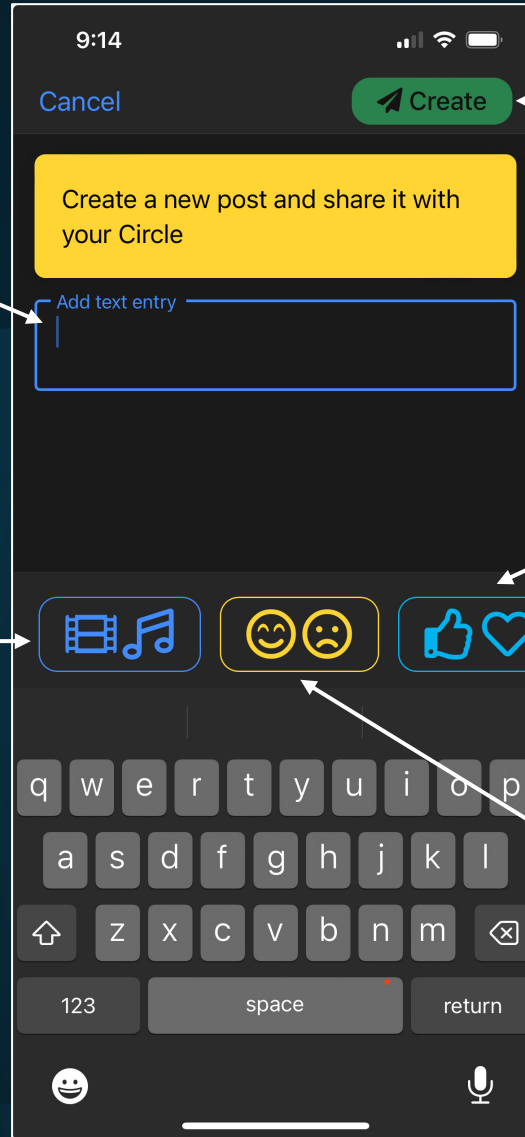 9:14
Cancel
Create
Create a new post and share it with
your Circle
Add text entry
q w e r t y u i o p
a s d f g h j k l
z x c v b n m
123 space return